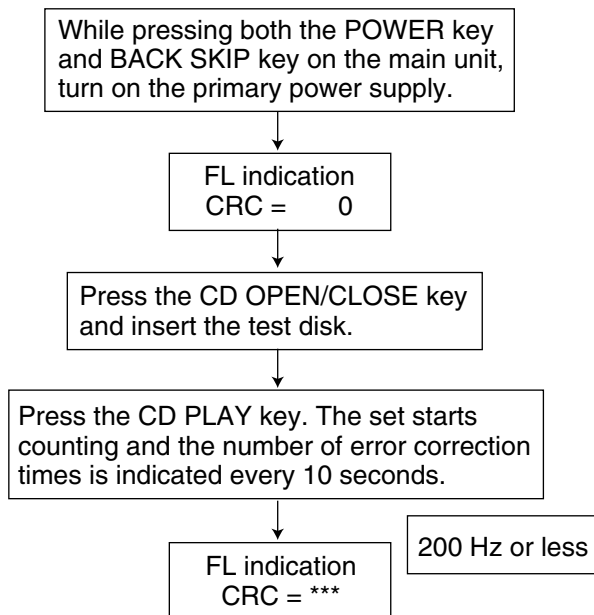 While pressing both the POWER key
and BACK SKIP key on the main unit,
turn on the primary power supply.
FL indication
CRC =       0
Press the CD OPEN/CLOSE key
and insert the test disk.
Press the CD PLAY key. The set starts
counting and the number of error correction
times is indicated every 10 seconds.
200 Hz or less
FL indication
CRC = ***